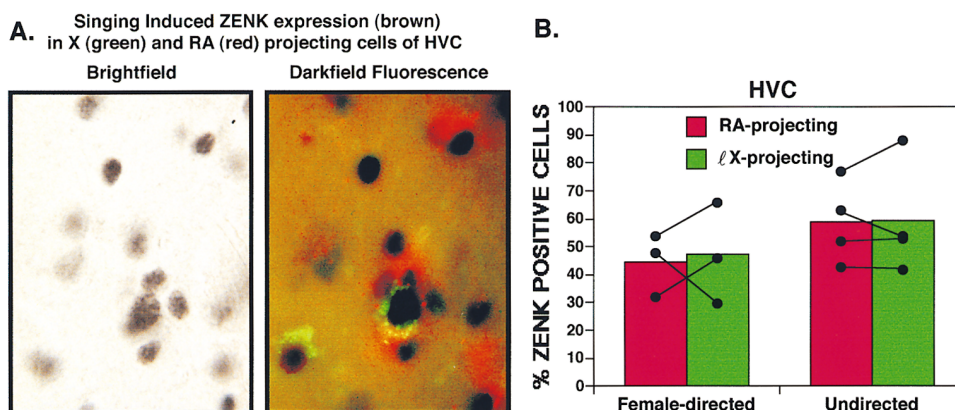 A.
Singing Induced ZENK expression (brown)
in X (green) and RA (red) projecting cells of HVC
Brightfield
Darkfield Fluorescence
B.
HVC
% ZENK POSITIVE CELLS
100
90
80
70
60
50
40
30
20
10
0
RA-projecting
ℓX-projecting
Female-directed
Undirected